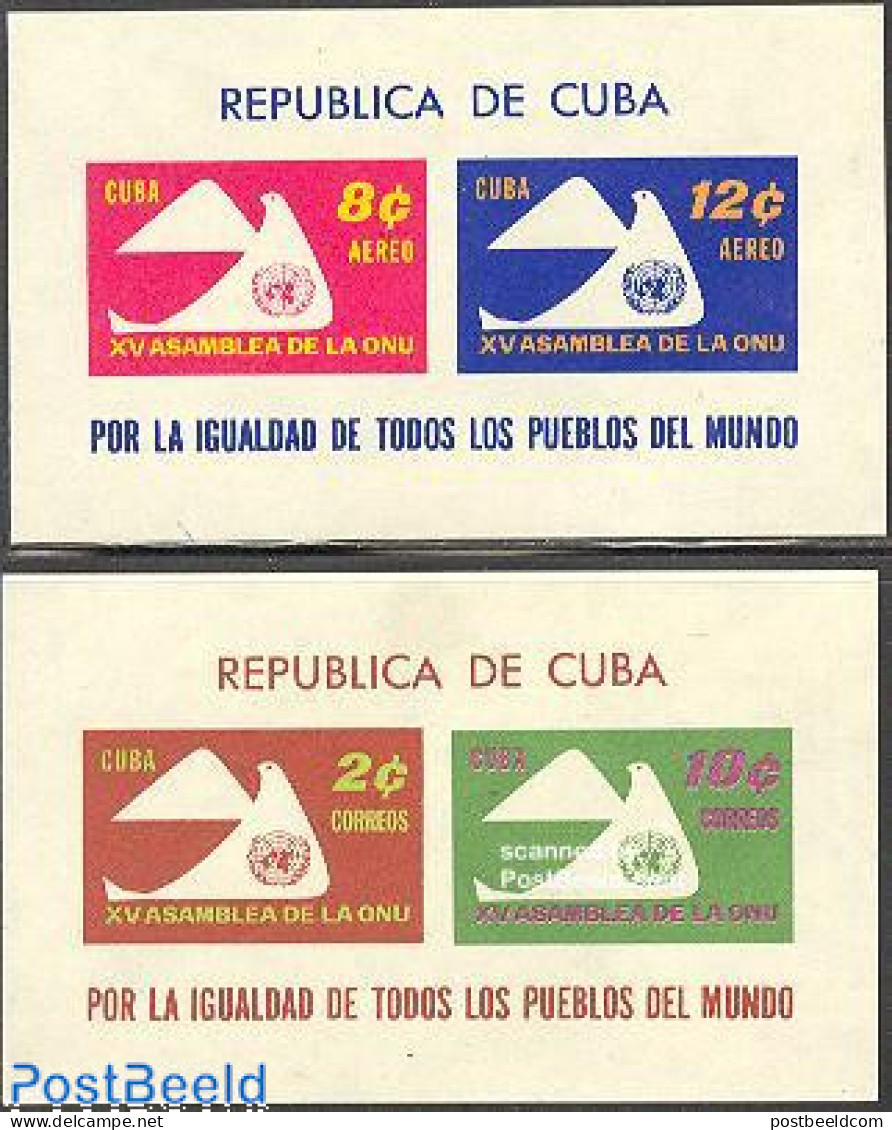 REPUBLICA DE CUBA
CUBA 8¢
AEREO
XV ASAMBLEA DE LA ONU
CUBA 12¢
AEREO
XV ASAMBLEA DE LA ONU
POR LA IGUALDAD DE TODOS LOS PUEBLOS DEL MUNDO
REPUBLICA DE CUBA
CUBA 2¢
CORREOS
XV ASAMBLEA DE LA ONU
CUBA 10¢
CORREOS
XV ASAMBLEA DE LA ONU
POR LA IGUALDAD DE TODOS LOS PUEBLOS DEL MUNDO
PostBeeld
(c) postbeeld.com
postbeeldcom